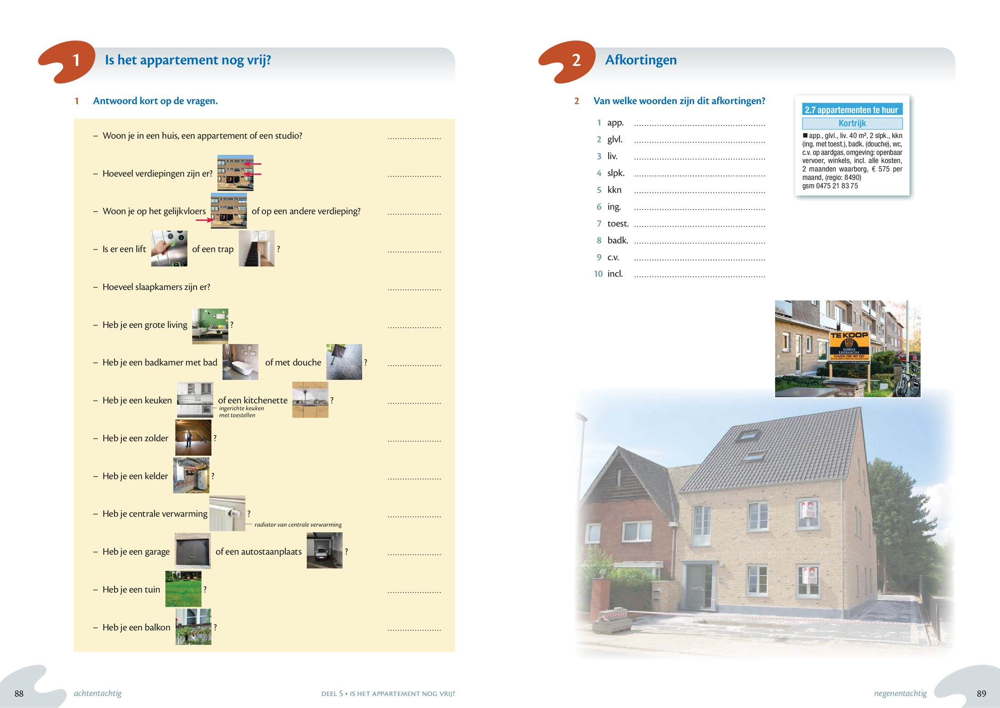 1 Is het appartement nog vrij?
1 Antwoord kort op de vragen.
– Woon je in een huis, een appartement of een studio? ......................
– Hoeveel verdiepingen zijn er? ......................
– Woon je op het gelijkvloers of op een andere verdieping? ......................
– Is er een lift of een trap ? ......................
– Hoeveel slaapkamers zijn er? ......................
– Heb je een grote living ? ......................
– Heb je een badkamer met bad of met douche ? ......................
– Heb je een keuken of een kitchenette ? ......................
ingerichte keuken
met toestellen
– Heb je een zolder ? ......................
– Heb je een kelder ? ......................
– Heb je centrale verwarming ? ......................
radiator van centrale verwarming
– Heb je een garage of een autostaanplaats ? ......................
– Heb je een tuin ? ......................
– Heb je een balkon ? ......................
88 achtentachtig DEEL 5 • IS HET APPARTEMENT NOG VRIJ?
2 Afkortingen
2 Van welke woorden zijn dit afkortingen?
1 app. ......................
2 glvl. ......................
3 liv. ......................
4 slpk. ......................
5 kkn ......................
6 ing. ......................
7 toest. ......................
8 badk. ......................
9 c.v. ......................
10 incl. ......................
2.7 appartementen te huur
Kortrijk
■ app., glvl., liv. 40 m², 2 slpk., kkn
(ing. met toest.), badk. (douche), wc,
c.v. op aardgas, omgeving: openbaar
vervoer, winkels, incl. alle kosten,
2 maanden waarborg, € 575 per
maand, (regio: 8490)
gsm 0475 21 83 75
TE KOOP
DEHUIS
LEVERANCIER
0489/06 90 00
www.dehuisleverancier.be
negenentachtig 89